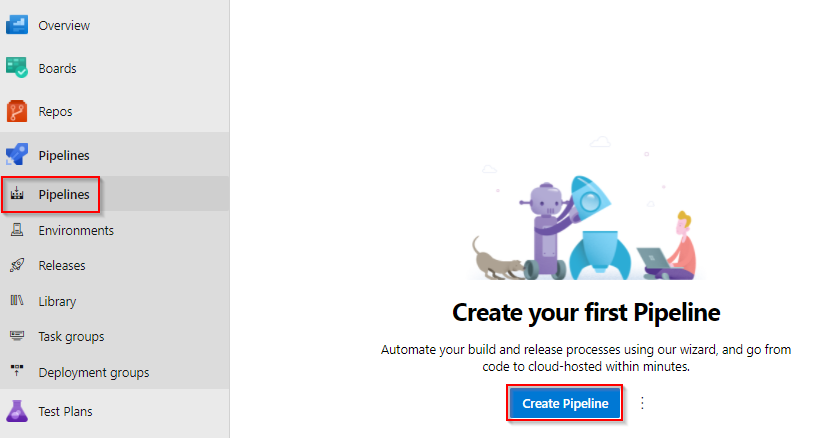 Overview
Boards
Repos
Pipelines
Pipelines
Environments
Releases
Library
Task groups
Deployment groups
Test Plans
Create your first Pipeline
Automate your build and release processes using our wizard, and go from
code to cloud-hosted within minutes.
Create Pipeline